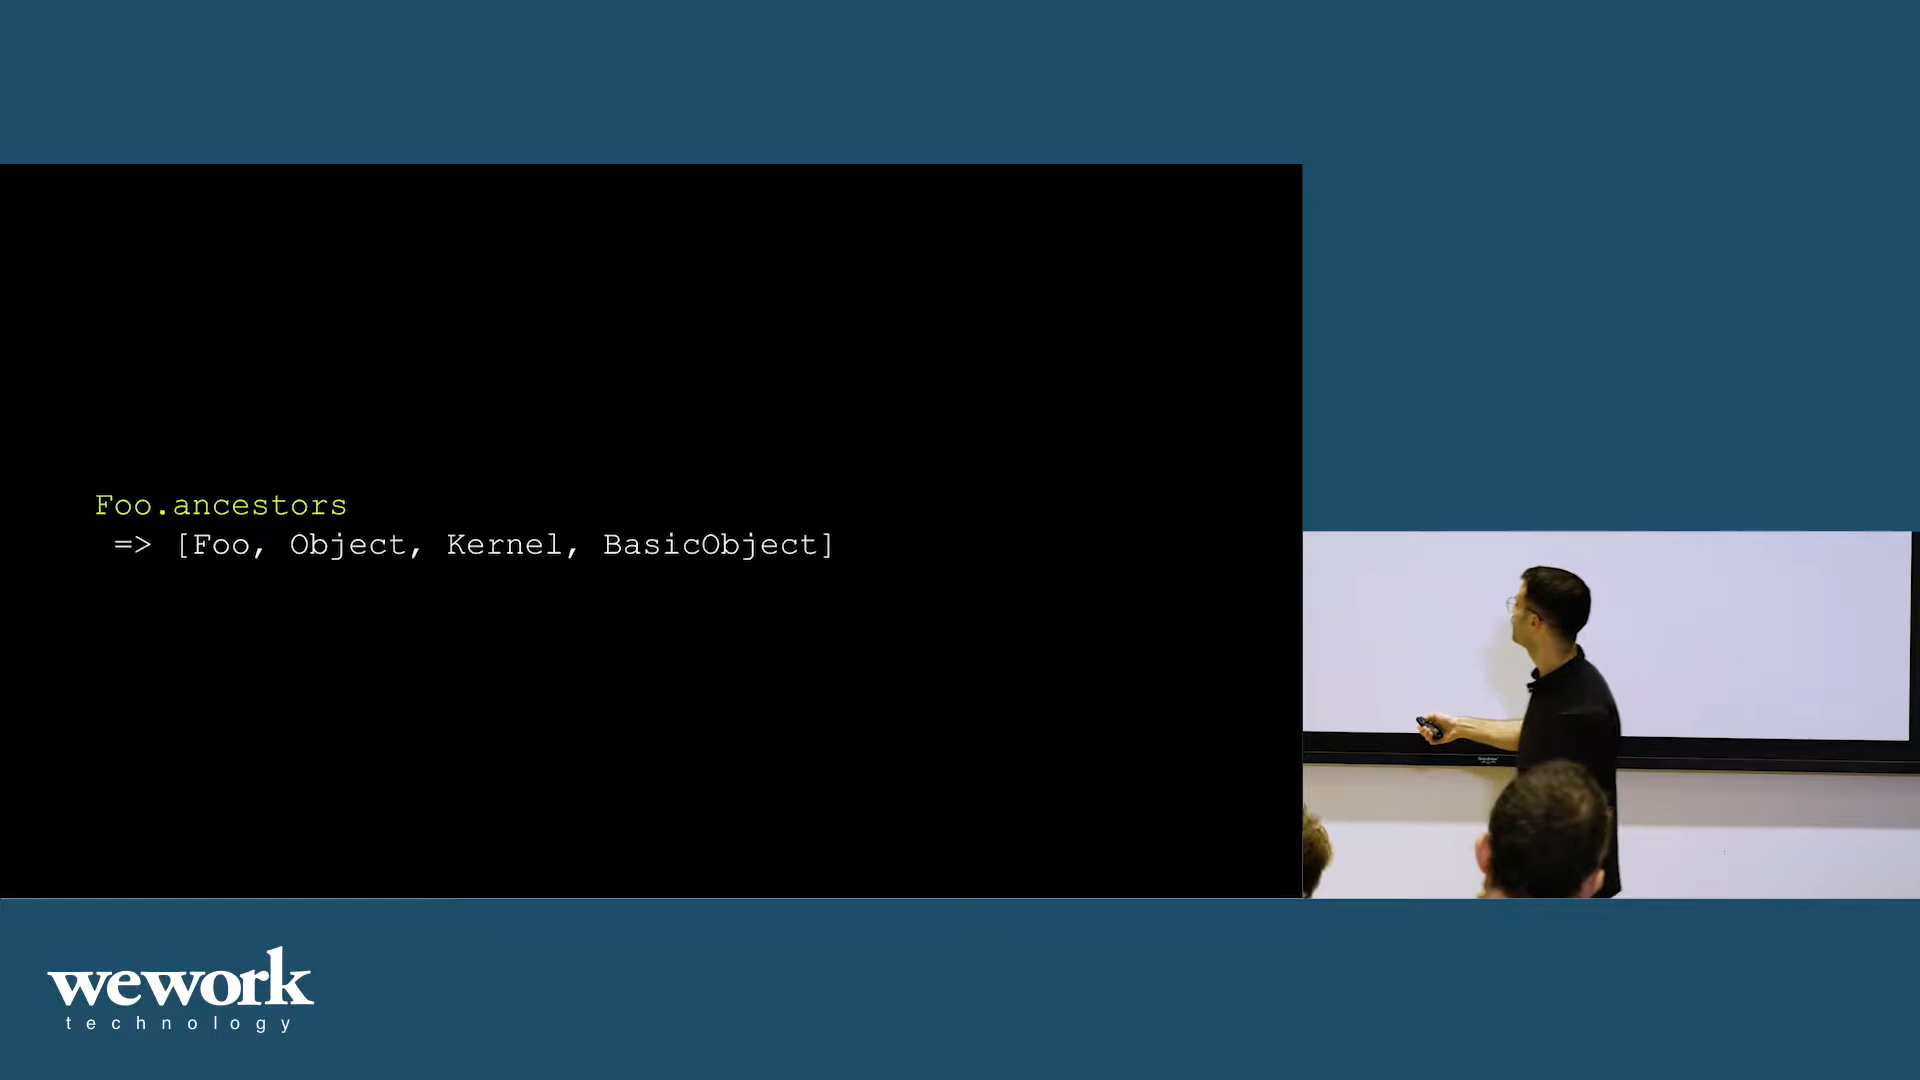 Foo.ancestors
=> [Foo, Object, Kernel, BasicObject]
wework
technology